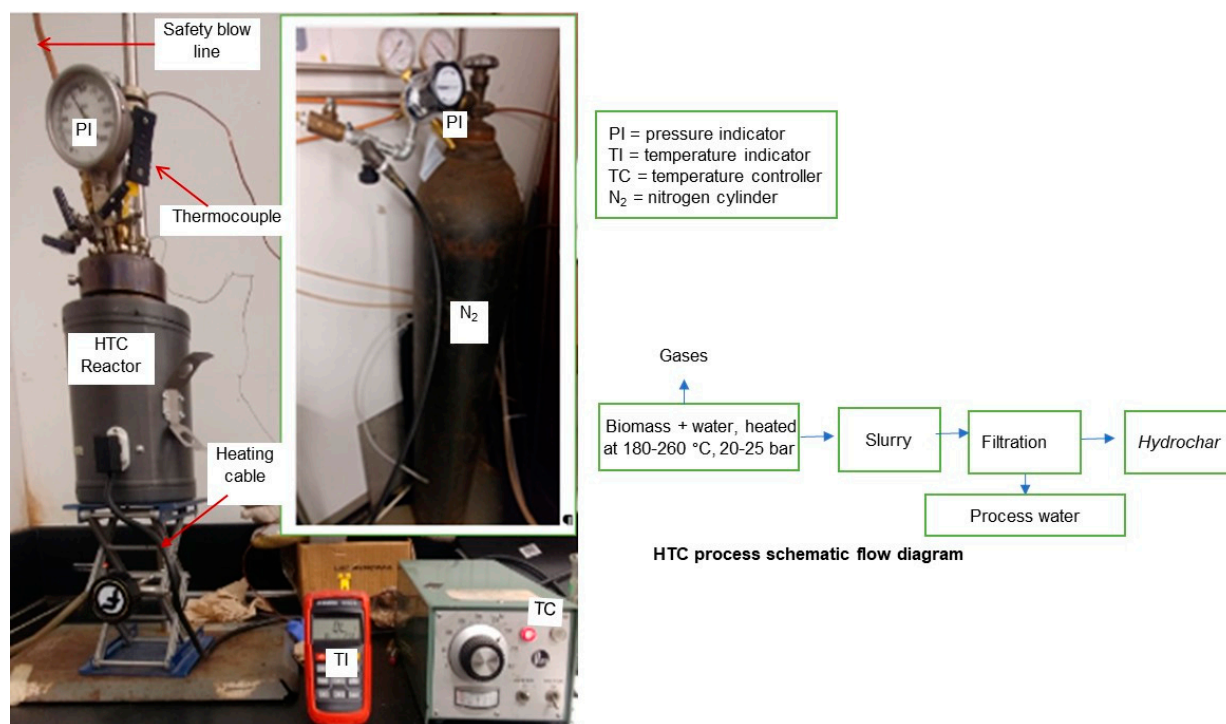 Safety blow
line
PI
Thermocouple
HTC
Reactor
Heating
cable
PI
N₂
TI
TC
PI = pressure indicator
TI = temperature indicator
TC = temperature controller
N₂ = nitrogen cylinder
Gases
Biomass + water, heated
at 180-260 °C, 20-25 bar
Slurry
Filtration
Hydrochar
Process water
HTC process schematic flow diagram